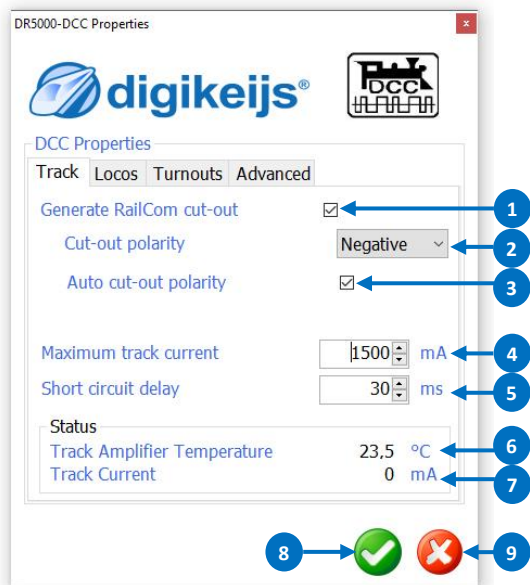 DR5000-DCC Properties x
digikeijs®
DCC
DCC Properties
Track Locos Turnouts Advanced
Generate RailCom cut-out 1
Cut-out polarity Negative 2
Auto cut-out polarity 3
Maximum track current 1500 mA 4
Short circuit delay 30 ms 5
Status
Track Amplifier Temperature 23,5 °C 6
Track Current 0 mA 7
8 9